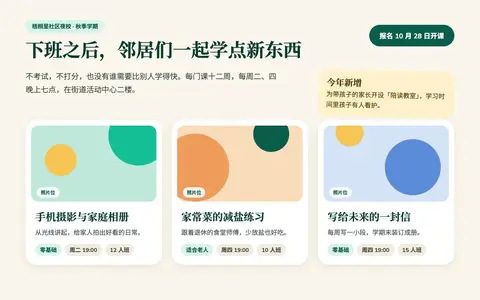 梧桐里社区夜校 · 秋季学期
报名 10 月 28 日开课
下班之后，邻居们一起学点新东西
不考试，不打分，也没有谁需要比别人学得快。每门课十二周，每周二、四
晚上七点，在街道活动中心二楼。
今年新增
为带孩子的家长开设「陪读教室」，学习时
间里孩子有人看护。
照片位
照片位
照片位
手机摄影与家庭相册
从光线讲起，给家人拍出好看的日常。
零基础 周二 19:00 12 人班
家常菜的减盐练习
跟着退休的食堂师傅，少放盐也好吃。
适合老人 周四 19:00 10 人班
写给未来的一封信
每周写一小段，学期末装订成册。
零基础 周四 19:00 15 人班